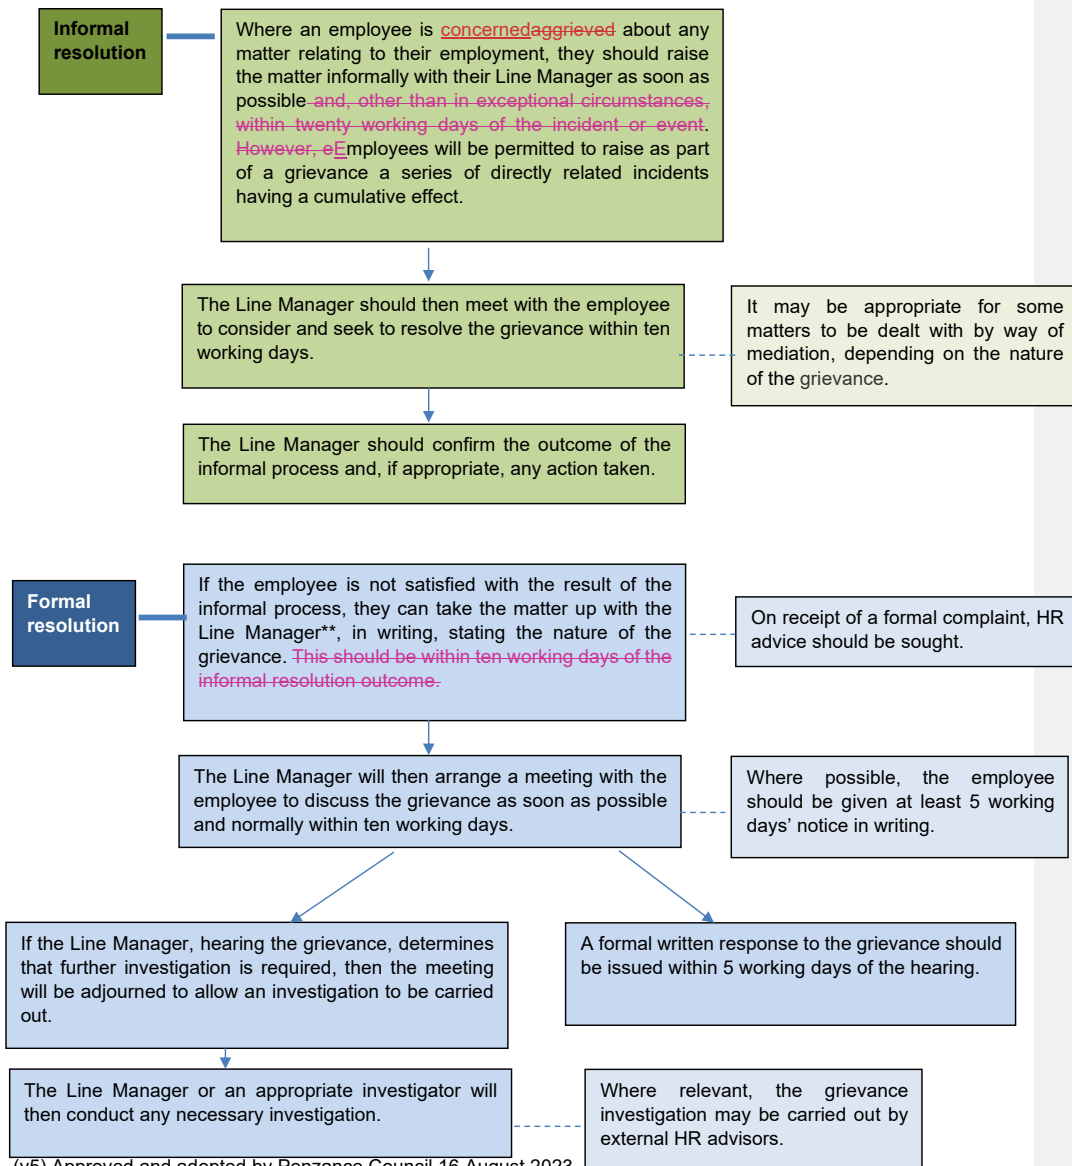 Informal
resolution
Where an employee is concernedaggrieved about any
matter relating to their employment, they should raise
the matter informally with their Line Manager as soon as
possible and, other than in exceptional circumstances,
within twenty working days of the incident or event.
However, eEmployees will be permitted to raise as part
of a grievance a series of directly related incidents
having a cumulative effect.
The Line Manager should then meet with the employee
to consider and seek to resolve the grievance within ten
working days.
It may be appropriate for some
matters to be dealt with by way of
mediation, depending on the nature
of the grievance.
The Line Manager should confirm the outcome of the
informal process and, if appropriate, any action taken.
Formal
resolution
If the employee is not satisfied with the result of the
informal process, they can take the matter up with the
Line Manager**, in writing, stating the nature of the
grievance. This should be within ten working days of the
informal resolution outcome.
On receipt of a formal complaint, HR
advice should be sought.
The Line Manager will then arrange a meeting with the
employee to discuss the grievance as soon as possible
and normally within ten working days.
Where possible, the employee
should be given at least 5 working
days' notice in writing.
If the Line Manager, hearing the grievance, determines
that further investigation is required, then the meeting
will be adjourned to allow an investigation to be carried
out.
A formal written response to the grievance should
be issued within 5 working days of the hearing.
The Line Manager or an appropriate investigator will
then conduct any necessary investigation.
Where relevant, the grievance
investigation may be carried out by
external HR advisors.
(v5) Approved and adopted by Penzance Council 16 August 2023